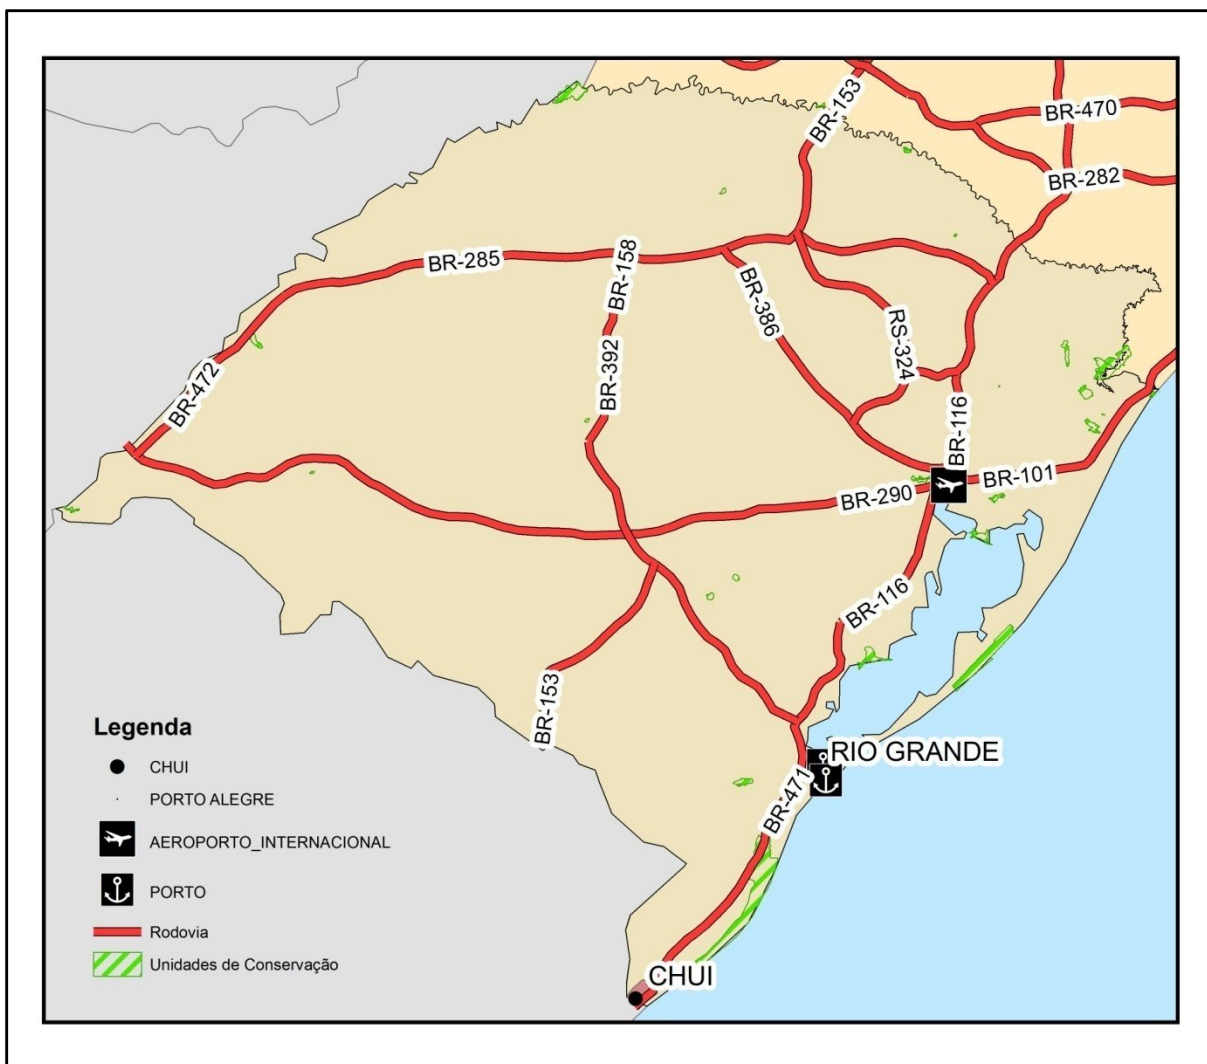 BR-153
BR-470
BR-282
BR-285
BR-158
BR-386
RS-324
BR-472
BR-392
BR-116
BR-290
BR-101
BR-116
BR-153
RIO GRANDE
BR-471
CHUI
Legenda
CHUI
PORTO ALEGRE
AEROPORTO_INTERNACIONAL
PORTO
Rodovia
Unidades de Conservação